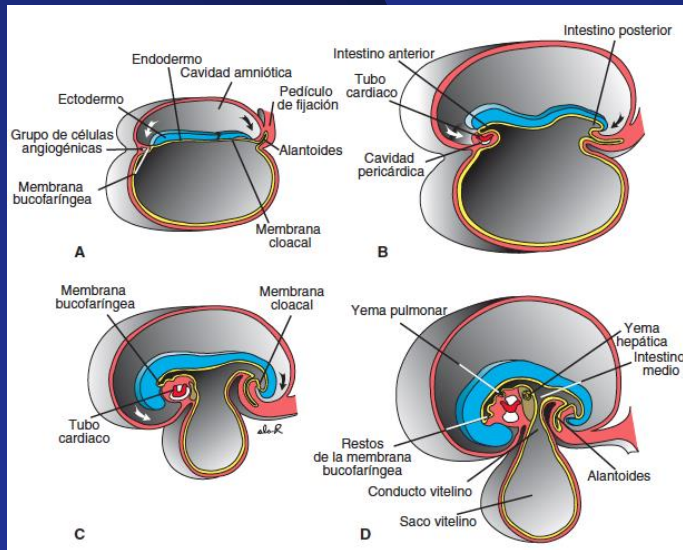 Endodermo
Cavidad amniótica
Ectodermo
Pedículo
de fijación
Grupo de células
angiogénicas
Alantoides
Membrana
bucofaríngea
Membrana
cloacal
A
Intestino posterior
Intestino anterior
Tubo
cardiaco
Cavidad
pericárdica
B
Membrana
bucofaríngea
Membrana
cloacal
Tubo
cardiaco
C
Yema pulmonar
Yema
hepática
Intestino
medio
Restos
de la membrana
bucofaríngea
Alantoides
Conducto vitelino
Saco vitelino
D